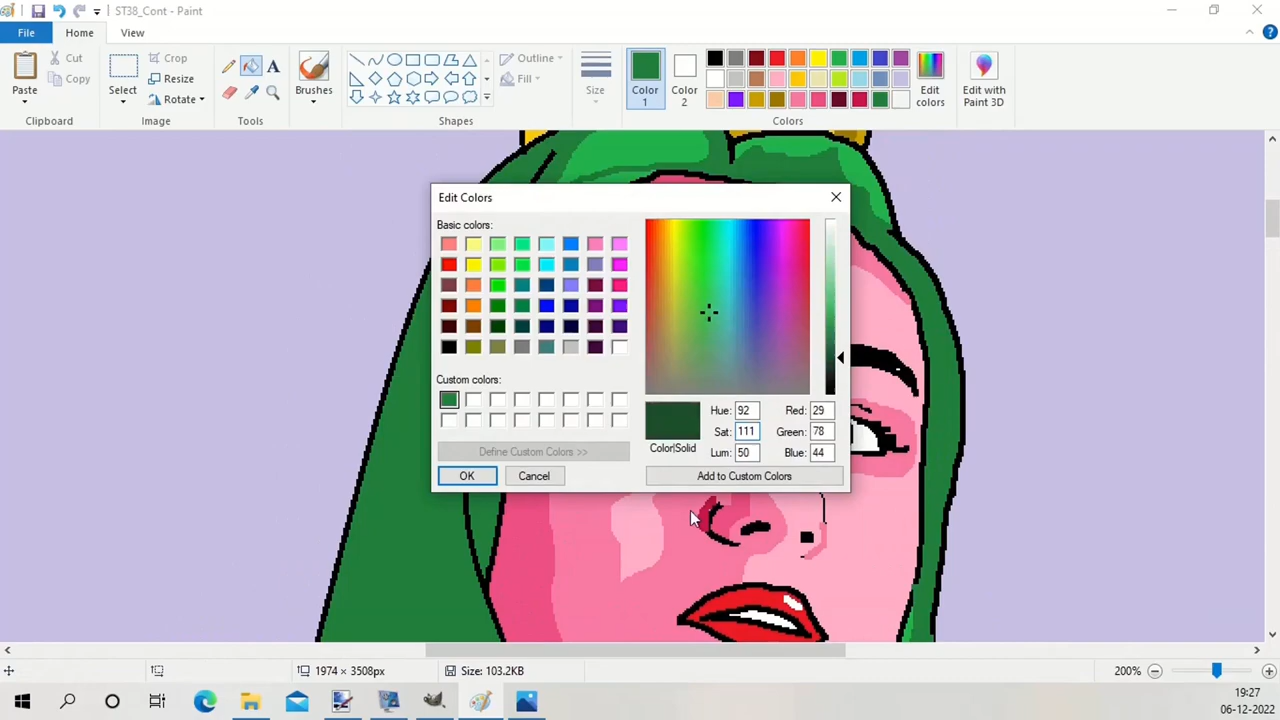 ST38_Cont - Paint
File Home View
Paste
Cut
Copy
Clipboard
Select
Crop
Resize
Rotate
Image
A
Tools
Brushes
Shapes
Outline
Fill
Size
Color 1
Color 2
Colors
Edit colors
Edit with Paint 3D
Edit Colors
Basic colors:
Custom colors:
Define Custom Colors >>
OK Cancel
Color|Solid
Hue: 92 Red: 29
Sat: 111 Green: 78
Lum: 50 Blue: 44
Add to Custom Colors
1974 × 3508px
Size: 103.2KB
200%
19:27
06-12-2022